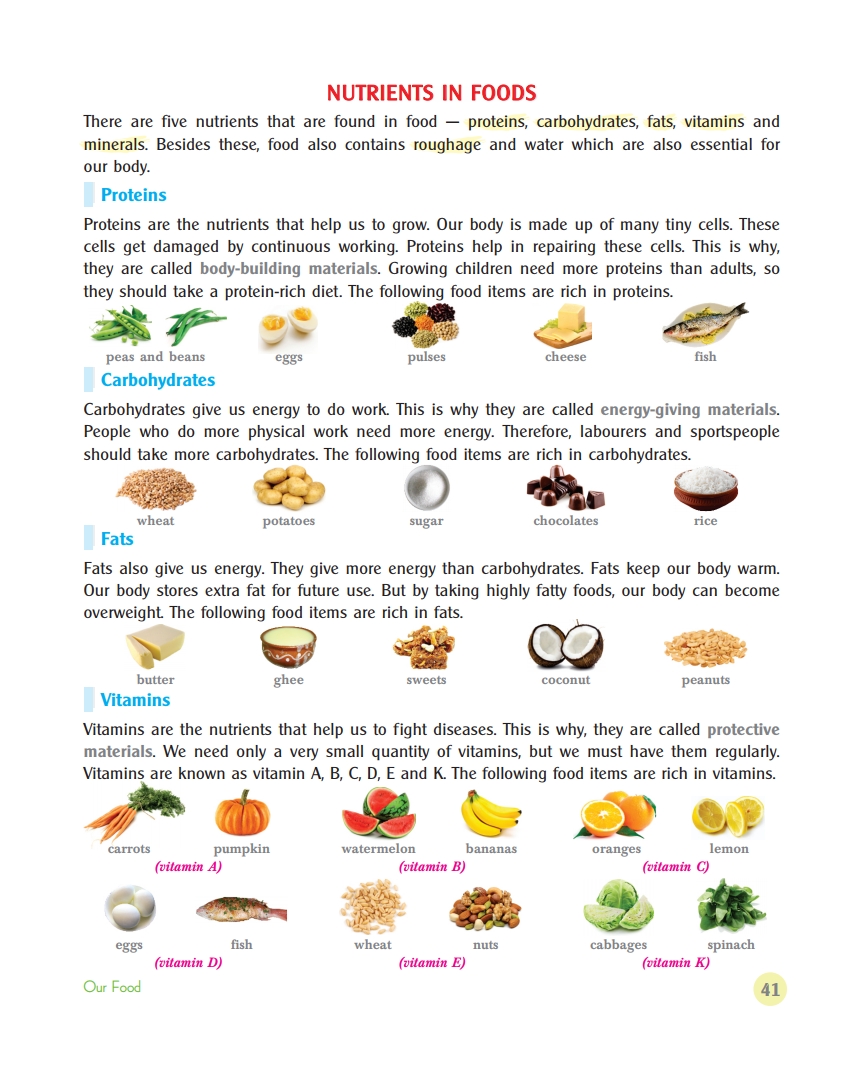 NUTRIENTS IN FOODS
There are five nutrients that are found in food — proteins, carbohydrates, fats, vitamins and
minerals. Besides these, food also contains roughage and water which are also essential for
our body.
Proteins
Proteins are the nutrients that help us to grow. Our body is made up of many tiny cells. These
cells get damaged by continuous working. Proteins help in repairing these cells. This is why,
they are called body-building materials. Growing children need more proteins than adults, so
they should take a protein-rich diet. The following food items are rich in proteins.
peas and beans eggs pulses cheese fish
Carbohydrates
Carbohydrates give us energy to do work. This is why they are called energy-giving materials.
People who do more physical work need more energy. Therefore, labourers and sportspeople
should take more carbohydrates. The following food items are rich in carbohydrates.
wheat potatoes sugar chocolates rice
Fats
Fats also give us energy. They give more energy than carbohydrates. Fats keep our body warm.
Our body stores extra fat for future use. But by taking highly fatty foods, our body can become
overweight. The following food items are rich in fats.
butter ghee sweets coconut peanuts
Vitamins
Vitamins are the nutrients that help us to fight diseases. This is why, they are called protective
materials. We need only a very small quantity of vitamins, but we must have them regularly.
Vitamins are known as vitamin A, B, C, D, E and K. The following food items are rich in vitamins.
carrots pumpkin watermelon bananas oranges lemon
(vitamin A) (vitamin B) (vitamin C)
eggs fish wheat nuts cabbages spinach
(vitamin D) (vitamin E) (vitamin K)
Our Food 41